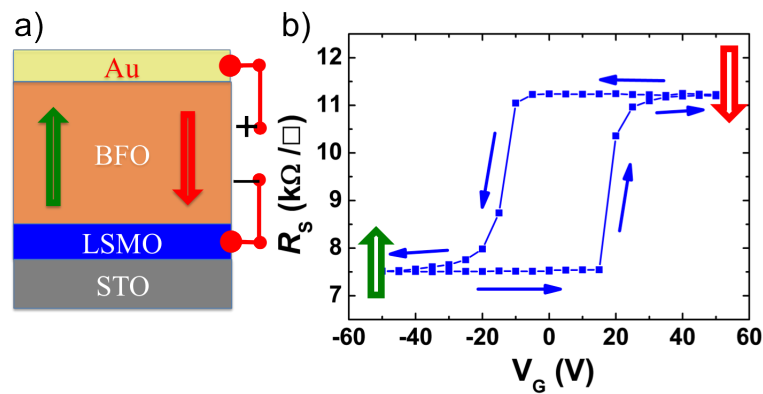 a)
Au
+
BFO
−
LSMO
STO
b)
R_S (kΩ/□)
12
11
10
9
8
7
-60 -40 -20 0 20 40 60
V_G (V)